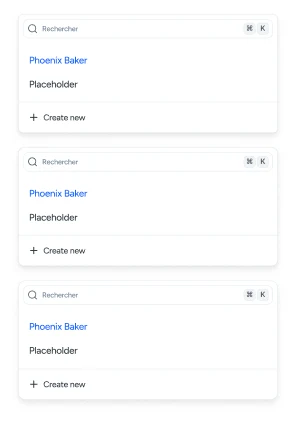 Rechercher ⌘ K
Phoenix Baker
Placeholder
+ Create new
Rechercher ⌘ K
Phoenix Baker
Placeholder
+ Create new
Rechercher ⌘ K
Phoenix Baker
Placeholder
+ Create new